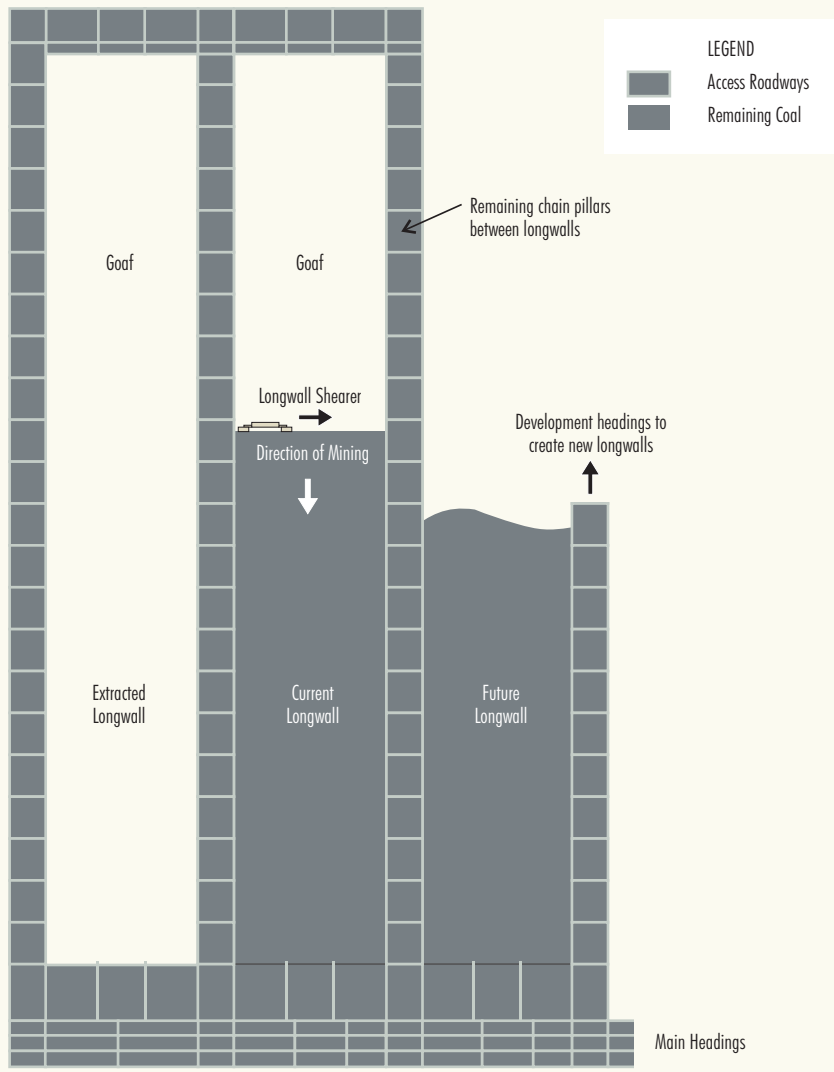 LEGEND
Access Roadways
Remaining Coal
Remaining chain pillars
between longwalls
Goaf
Goaf
Longwall Shearer
Direction of Mining
Development headings to
create new longwalls
Extracted
Longwall
Current
Longwall
Future
Longwall
Main Headings